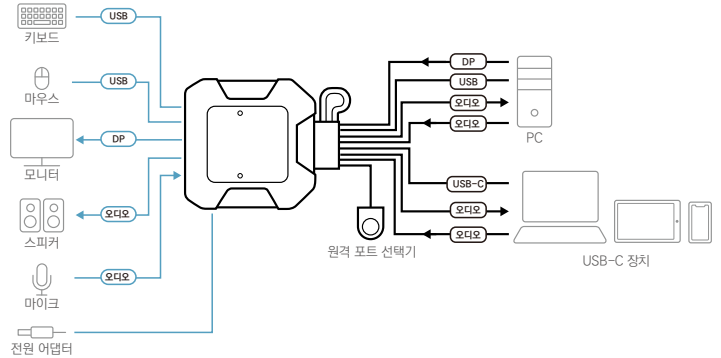 USB
키보드
USB
마우스
DP
모니터
오디오
스피커
오디오
마이크
전원 어댑터
DP
USB
오디오
오디오
PC
USB-C
오디오
오디오
원격 포트 선택기
USB-C 장치